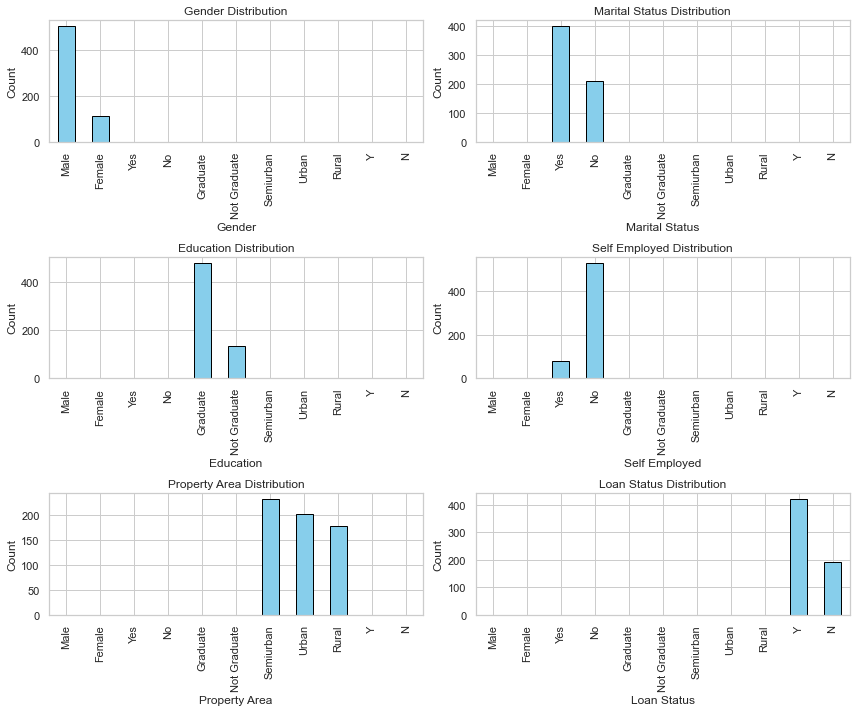 Gender Distribution
Count
400
200
0
Male
Female
Yes
No
Graduate
Not Graduate
Semiurban
Urban
Rural
Y
N
Gender
Marital Status Distribution
Count
400
300
200
100
0
Male
Female
Yes
No
Graduate
Not Graduate
Semiurban
Urban
Rural
Y
N
Marital Status
Education Distribution
Count
400
200
0
Male
Female
Yes
No
Graduate
Not Graduate
Semiurban
Urban
Rural
Y
N
Education
Self Employed Distribution
Count
400
200
0
Male
Female
Yes
No
Graduate
Not Graduate
Semiurban
Urban
Rural
Y
N
Self Employed
Property Area Distribution
Count
200
150
100
50
0
Male
Female
Yes
No
Graduate
Not Graduate
Semiurban
Urban
Rural
Y
N
Property Area
Loan Status Distribution
Count
400
300
200
100
0
Male
Female
Yes
No
Graduate
Not Graduate
Semiurban
Urban
Rural
Y
N
Loan Status